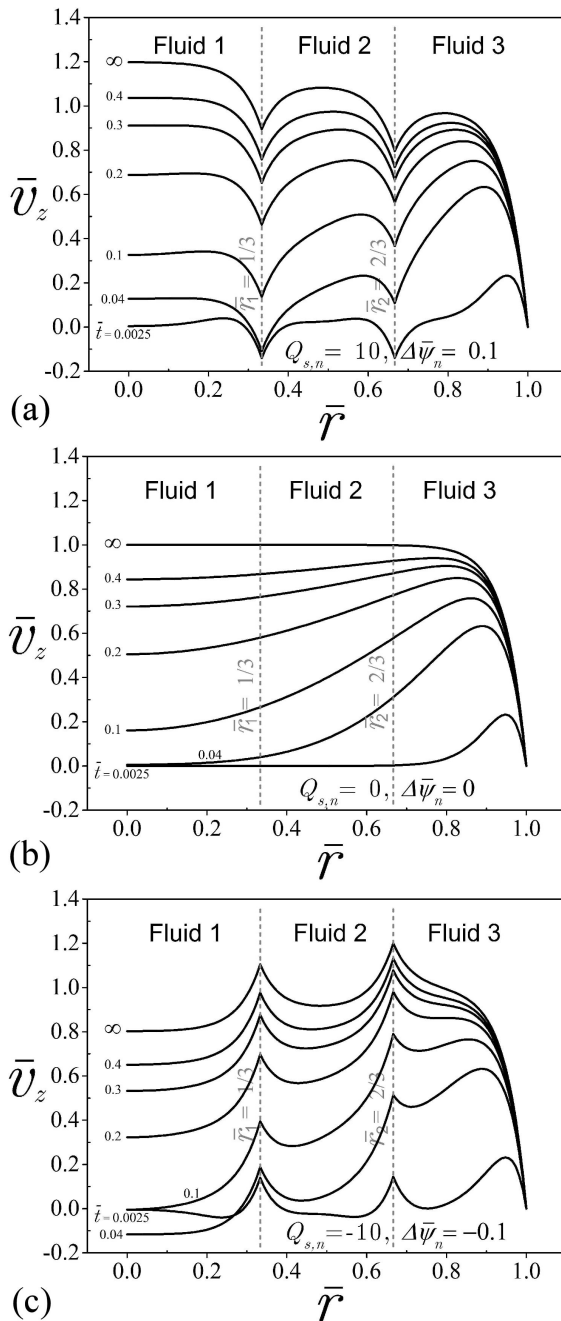 Fluid 1 Fluid 2 Fluid 3
1.4
1.2
1.0
0.8
0.6
0.4
0.2
0.0
-0.2
∞
0.4
0.3
0.2
0.1
0.04
t̄ = 0.0025
v̄z
r̄1 = 1/3
r̄2 = 2/3
Qs,n = 10, Δψ̄n = 0.1
0.0 0.2 0.4 0.6 0.8 1.0
(a) r̄
Fluid 1 Fluid 2 Fluid 3
1.4
1.2
1.0
0.8
0.6
0.4
0.2
0.0
-0.2
∞
0.4
0.3
0.2
0.1
0.04
t̄ = 0.0025
v̄z
r̄1 = 1/3
r̄2 = 2/3
Qs,n = 0, Δψ̄n = 0
0.0 0.2 0.4 0.6 0.8 1.0
(b) r̄
Fluid 1 Fluid 2 Fluid 3
1.4
1.2
1.0
0.8
0.6
0.4
0.2
0.0
-0.2
∞
0.4
0.3
0.2
0.1
t̄ = 0.0025
0.04
v̄z
r̄1 = 1/3
r̄2 = 2/3
Qs,n = -10, Δψ̄n = −0.1
0.0 0.2 0.4 0.6 0.8 1.0
(c) r̄